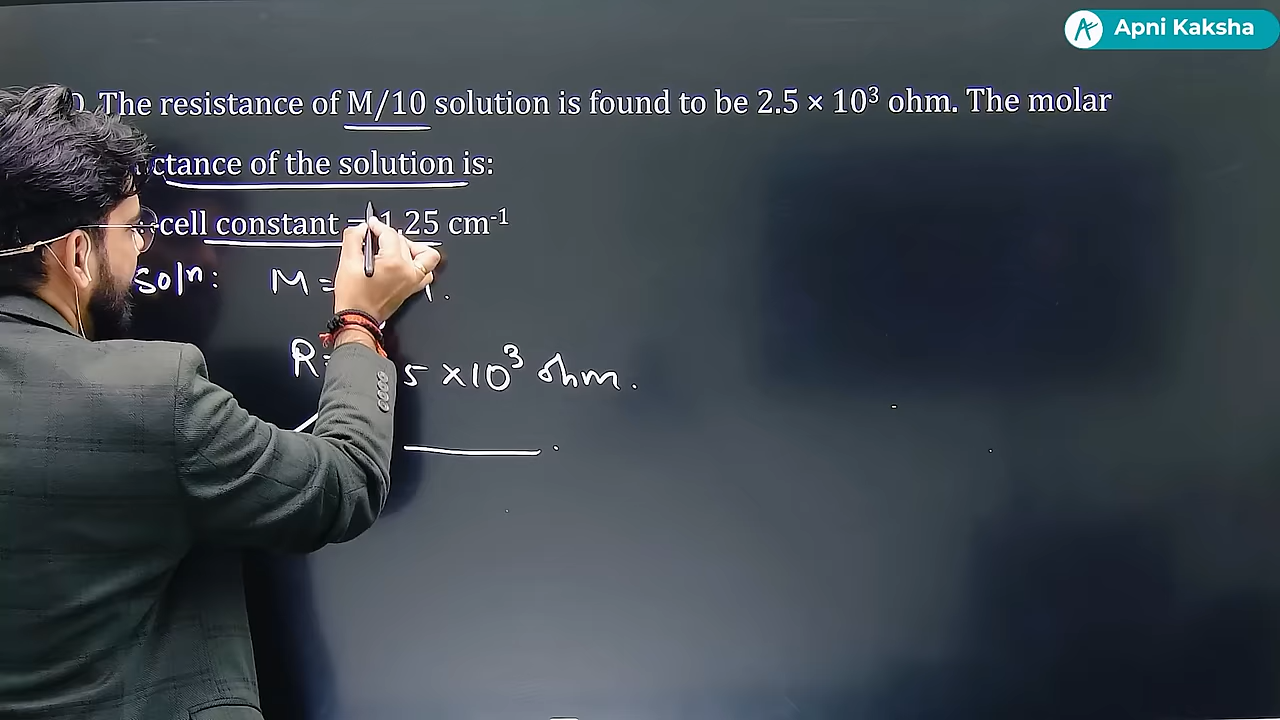 Apni Kaksha
The resistance of M/10 solution is found to be 2.5 × 10³ ohm. The molar
of the solution is:
cell constant = 1.25 cm⁻¹
Solⁿ: M =
R= 5 ×10³ ohm.